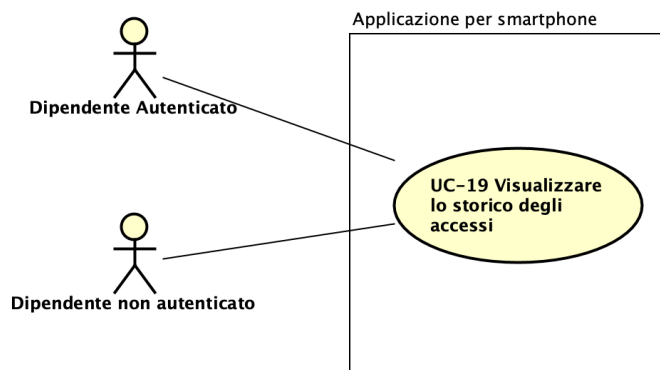 Applicazione per smartphone
Dipendente Autenticato
UC-19 Visualizzare
lo storico degli
accessi
Dipendente non autenticato